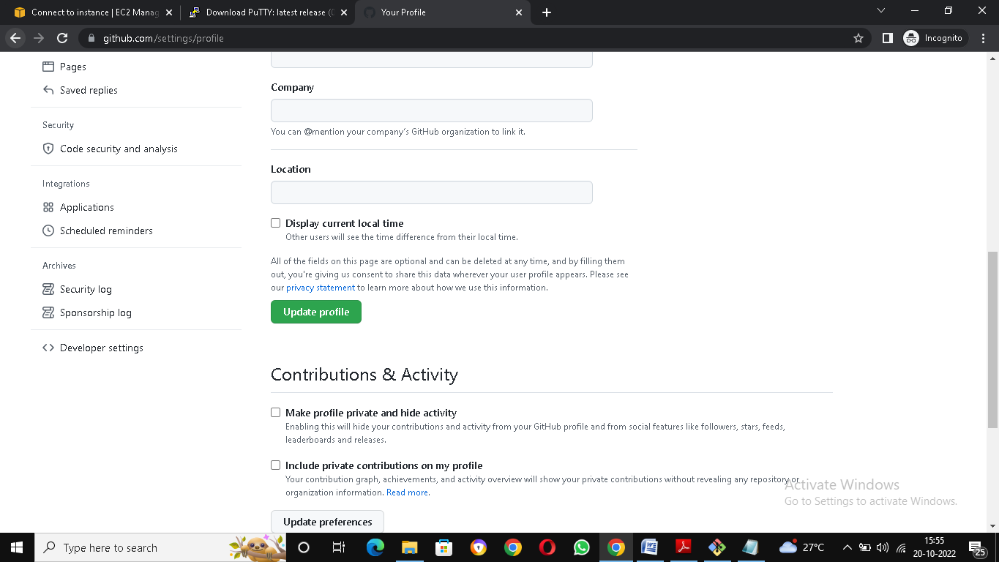 Connect to instance | EC2 Manag
Download PuTTY: latest release (
Your Profile
github.com/settings/profile
Incognito
Pages
Saved replies
Security
Code security and analysis
Integrations
Applications
Scheduled reminders
Archives
Security log
Sponsorship log
Developer settings
Company
You can @mention your company's GitHub organization to link it.
Location
Display current local time
Other users will see the time difference from their local time.
All of the fields on this page are optional and can be deleted at any time, and by filling them
out, you're giving us consent to share this data wherever your user profile appears. Please see
our privacy statement to learn more about how we use this information.
Update profile
Contributions & Activity
Make profile private and hide activity
Enabling this will hide your contributions and activity from your GitHub profile and from social features like followers, stars, feeds,
leaderboards and releases.
Include private contributions on my profile
Your contribution graph, achievements, and activity overview will show your private contributions without revealing any repository or
organization information. Read more.
Update preferences
Activate Windows
Go to Settings to activate Windows.
Type here to search
27°C
15:55
20-10-2022
25